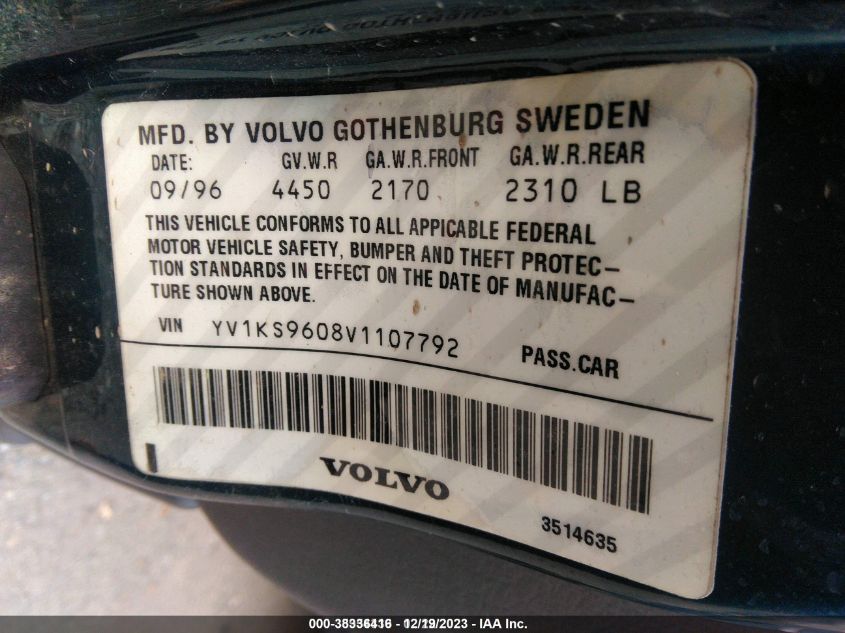 MFD. BY VOLVO GOTHENBURG SWEDEN
DATE: GV.W.R GA.W.R.FRONT GA.W.R.REAR
09/96 4450 2170 2310 LB
THIS VEHICLE CONFORMS TO ALL APPICABLE FEDERAL
MOTOR VEHICLE SAFETY, BUMPER AND THEFT PROTEC-
TION STANDARDS IN EFFECT ON THE DATE OF MANUFAC-
TURE SHOWN ABOVE.
VIN YV1KS9608V1107792 PASS.CAR
VOLVO
3514635
- 12/19/2023 - IAA Inc.